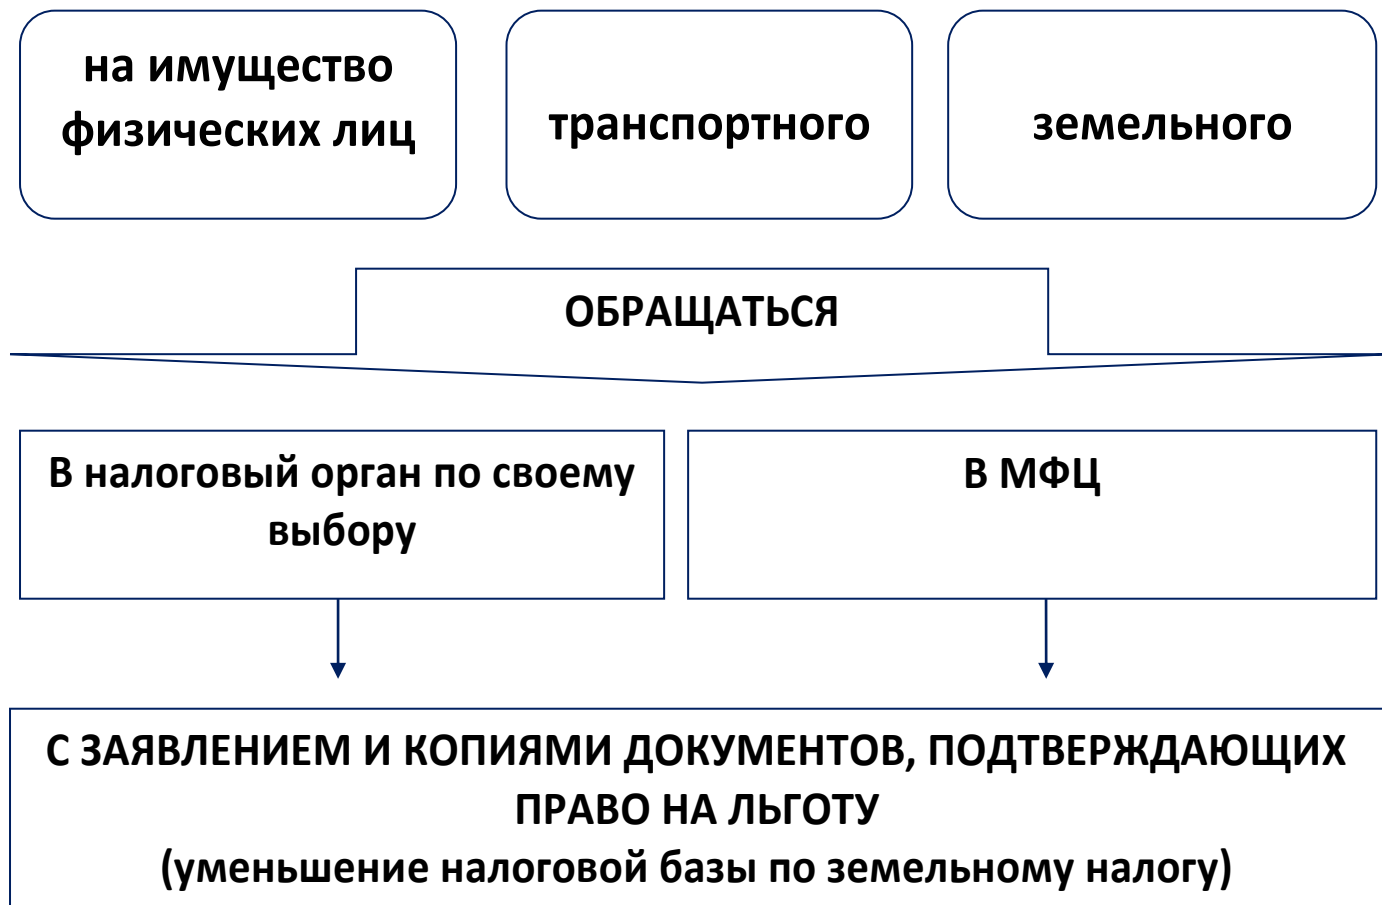 на имущество
физических лиц
транспортного
земельного
ОБРАЩАТЬСЯ
В налоговый орган по своему
выбору
В МФЦ
С ЗАЯВЛЕНИЕМ И КОПИЯМИ ДОКУМЕНТОВ, ПОДТВЕРЖДАЮЩИХ
ПРАВО НА ЛЬГОТУ
(уменьшение налоговой базы по земельному налогу)